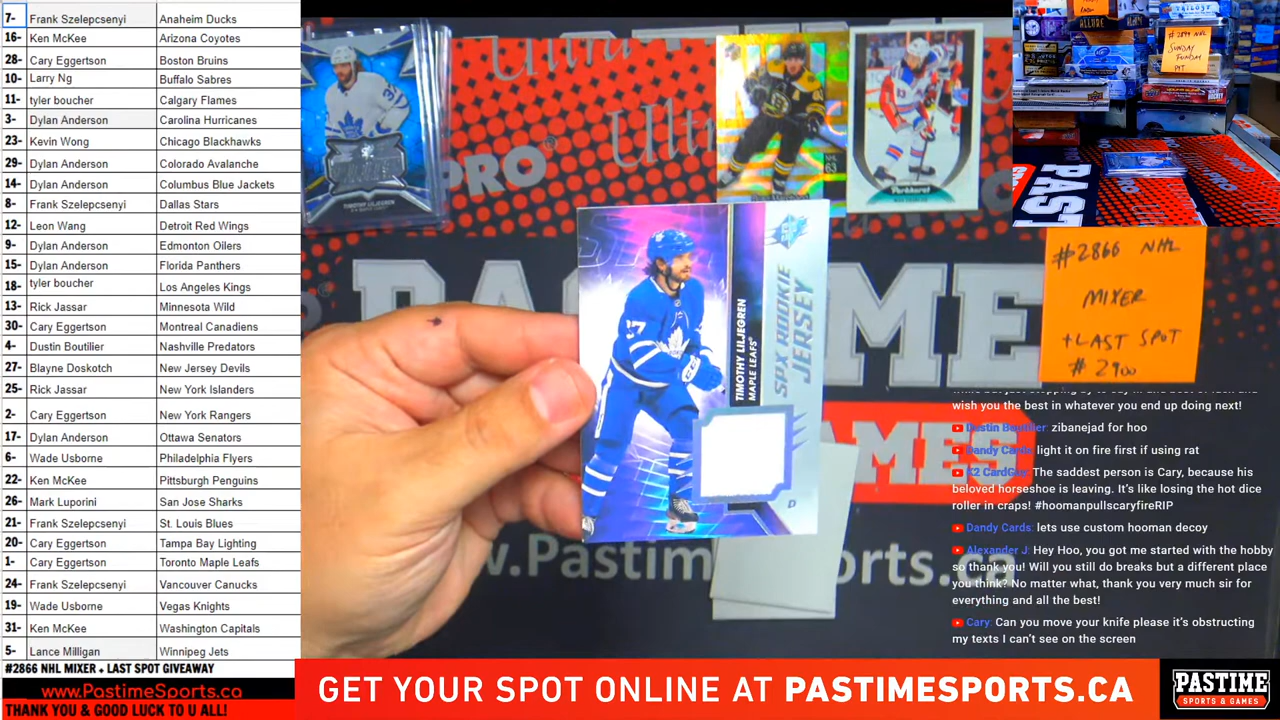 7- Frank Szelepcsenyi Anaheim Ducks
16- Ken McKee Arizona Coyotes
28- Cary Eggertson Boston Bruins
10- Larry Ng Buffalo Sabres
11- tyler boucher Calgary Flames
3- Dylan Anderson Carolina Hurricanes
23- Kevin Wong Chicago Blackhawks
29- Dylan Anderson Colorado Avalanche
14- Dylan Anderson Columbus Blue Jackets
8- Frank Szelepcsenyi Dallas Stars
12- Leon Wang Detroit Red Wings
9- Dylan Anderson Edmonton Oilers
15- Dylan Anderson Florida Panthers
18- tyler boucher Los Angeles Kings
13- Rick Jassar Minnesota Wild
30- Cary Eggertson Montreal Canadiens
4- Dustin Boutilier Nashville Predators
27- Blayne Doskotch New Jersey Devils
25- Rick Jassar New York Islanders
2- Cary Eggertson New York Rangers
17- Dylan Anderson Ottawa Senators
6- Wade Usborne Philadelphia Flyers
22- Ken McKee Pittsburgh Penguins
26- Mark Luporini San Jose Sharks
21- Frank Szelepcsenyi St. Louis Blues
20- Cary Eggertson Tampa Bay Lighting
1- Cary Eggertson Toronto Maple Leafs
24- Frank Szelepcsenyi Vancouver Canucks
19- Wade Usborne Vegas Knights
31- Ken McKee Washington Capitals
5- Lance Milligan Winnipeg Jets
#2866 NHL MIXER + LAST SPOT GIVEAWAY
www.PastimeSports.ca
THANK YOU & GOOD LUCK TO U ALL!
TIMOTHY LILJEGREN
Ultra
PRO
NHL
63
Parkhurst
TIMOTHY LILJEGREN
MAPLE LEAFS
SPX ROOKIE
JERSEY
D
GAMES
www.Pastime
orts.
ALLURE
SUNDAY
FUNDAY
PAST
#2866 NHL
MIXER
+LAST SPOT
#2900
wish you the best in whatever you end up doing next!
Dustin Boutilier: zibanejad for hoo
Dandy Cards: light it on fire first if using rat
The saddest person is Cary, because his
beloved horseshoe is leaving. It's like losing the hot dice
roller in craps! #hoomanpullscaryfireRIP
Dandy Cards: lets use custom hooman decoy
Alexander J: Hey Hoo, you got me started with the hobby
so thank you! Will you still do breaks but a different place
you think? No matter what, thank you very much sir for
everything and all the best!
Cary: Can you move your knife please it's obstructing
my texts I can't see on the screen
GET YOUR SPOT ONLINE AT PASTIMESPORTS.CA
PASTIME
SPORTS & GAMES